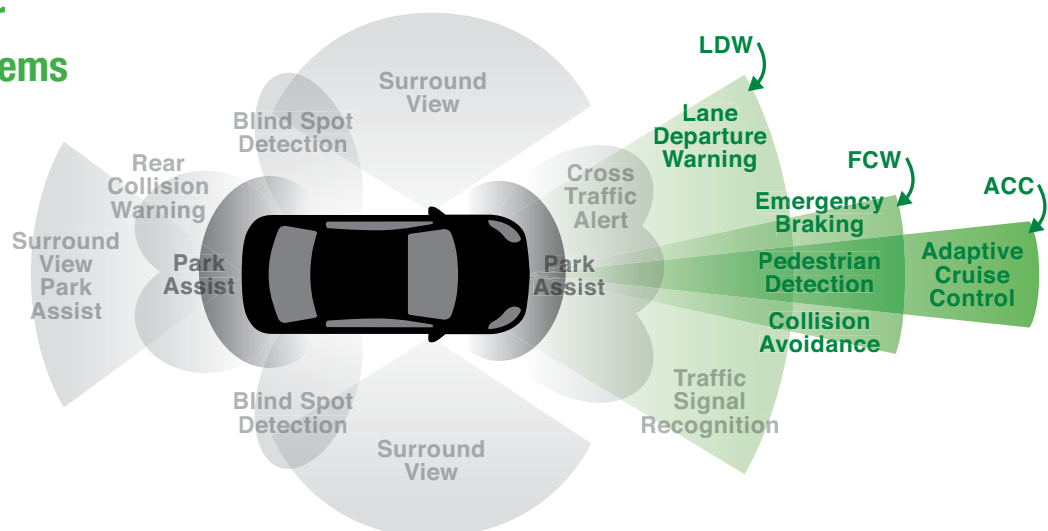 ems
LDW
Surround
View
Lane
Departure
Warning
Blind Spot
Detection
Rear
Collision
Warning
Cross
Traffic
Alert
FCW
ACC
Emergency
Braking
Surround
View
Park
Assist
Park
Assist
Park
Assist
Pedestrian
Detection
Adaptive
Cruise
Control
Collision
Avoidance
Traffic
Signal
Recognition
Blind Spot
Detection
Surround
View